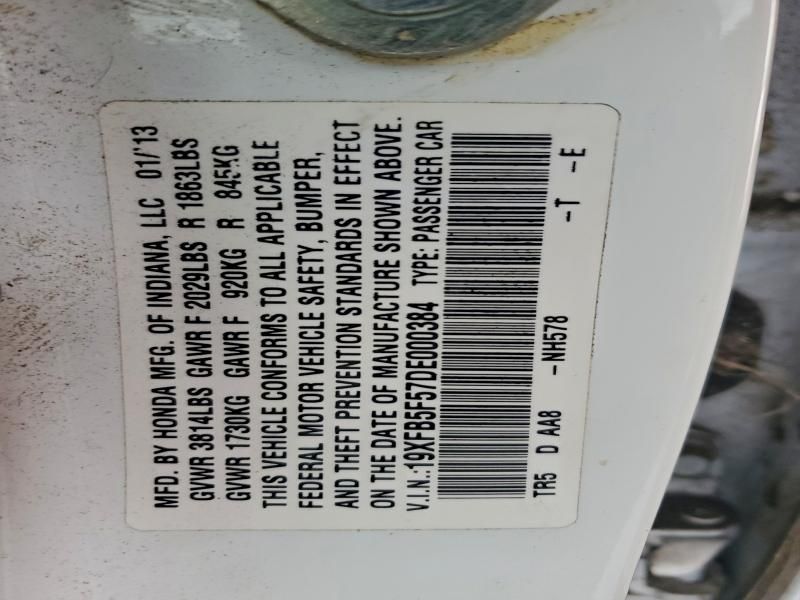 MFD. BY HONDA MFG. OF INDIANA, LLC 01/'13
GVWR 3814LBS GAWR F 2029LBS R 1863LBS
GVWR 1730KG GAWR F 920KG R 845KG
THIS VEHICLE CONFORMS TO ALL APPLICABLE
FEDERAL MOTOR VEHICLE SAFETY, BUMPER,
AND THEFT PREVENTION STANDARDS IN EFFECT
ON THE DATE OF MANUFACTURE SHOWN ABOVE.
V.I.N.:19XFB5F57DE000384 TYPE: PASSENGER CAR
TR5 D AA8 -NH578 -T -E